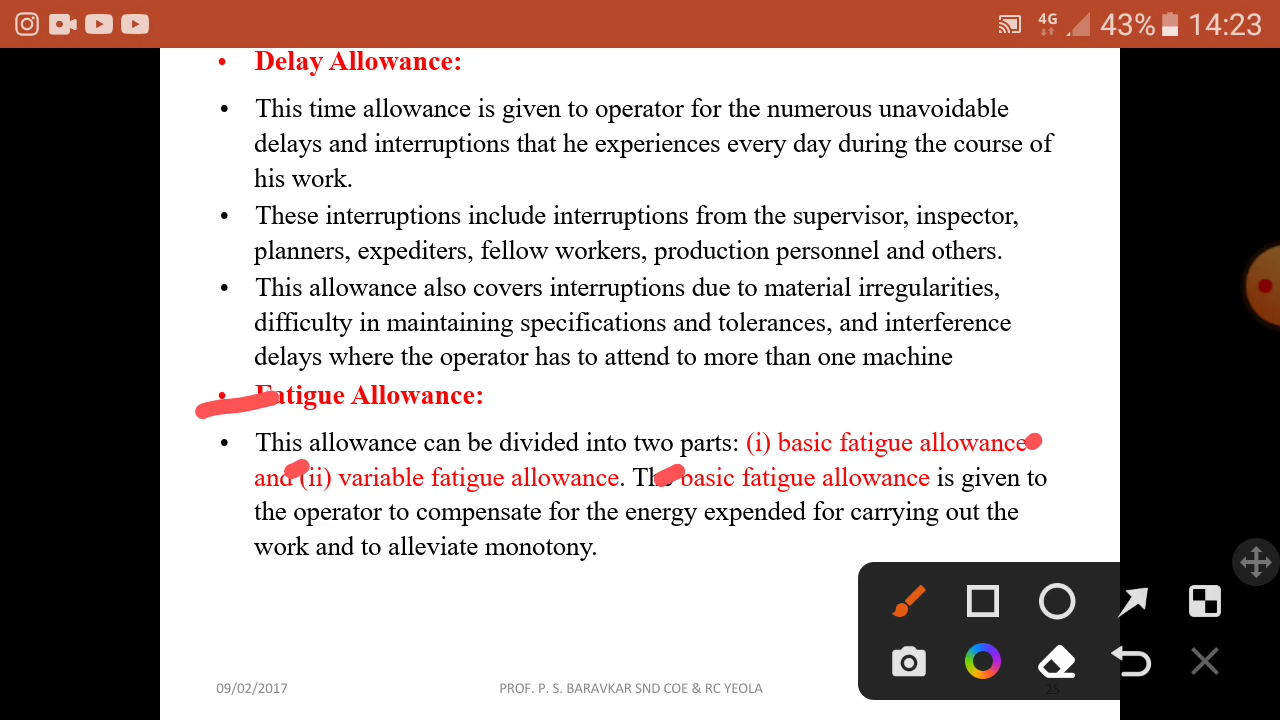 4G 43% 14:23
• Delay Allowance:
• This time allowance is given to operator for the numerous unavoidable
delays and interruptions that he experiences every day during the course of
his work.
• These interruptions include interruptions from the supervisor, inspector,
planners, expediters, fellow workers, production personnel and others.
• This allowance also covers interruptions due to material irregularities,
difficulty in maintaining specifications and tolerances, and interference
delays where the operator has to attend to more than one machine
• Fatigue Allowance:
• This allowance can be divided into two parts: (i) basic fatigue allowance
and (ii) variable fatigue allowance. The basic fatigue allowance is given to
the operator to compensate for the energy expended for carrying out the
work and to alleviate monotony.
09/02/2017 PROF. P. S. BARAVKAR SND COE & RC YEOLA